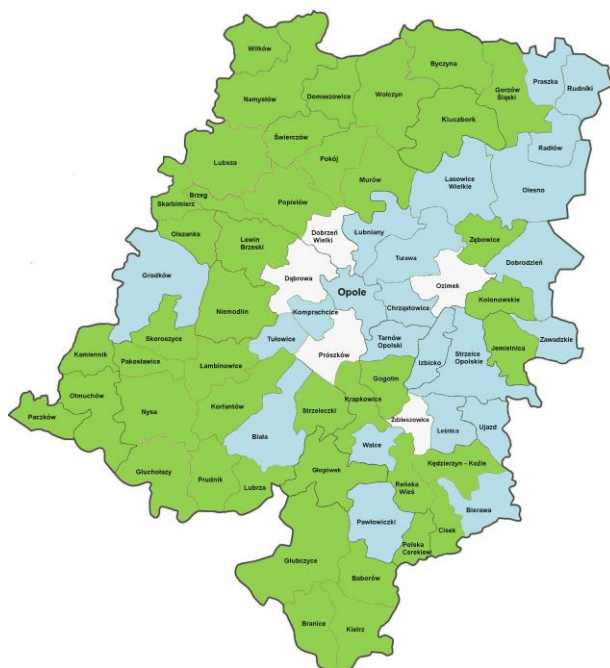 Wilków
Byczyna
Praszka
Rudniki
Namysłów
Domaszowice
Wołczyn
Gorzów
Śląski
Kluczbork
Świerczów
Radłów
Lubsza
Pokój
Murów
Lasowice
Wielkie
Olesno
Brzeg
Skarbimierz
Popielów
Olszanka
Lewin
Brzeski
Dobrzeń
Wielki
Lubniany
Zębowice
Turawa
Dobrodzień
Grodków
Dąbrowa
Opole
Ozimek
Kolonowskie
Niemodlin
Komprachcice
Chrząstowice
Skoroszyce
Tułowice
Prószków
Tarnów
Opolski
Izbicko
Strzelce
Opolskie
Jemielnica
Zawadzkie
Kamiennik
Pakosławice
Łambinowice
Gogolin
Otmuchów
Korfantów
Strzeleczki
Krapkowice
Paczków
Nysa
Biała
Zdzieszowice
Leśnica
Ujazd
Walce
Głuchołszy
Prudnik
Lubrza
Głogówek
Kędzierzyn - Koźle
Reńska
Wieś
Bierawa
Pawłowiczki
Cisek
Polska
Cerekiew
Głubczyce
Baborów
Branice
Kietrz